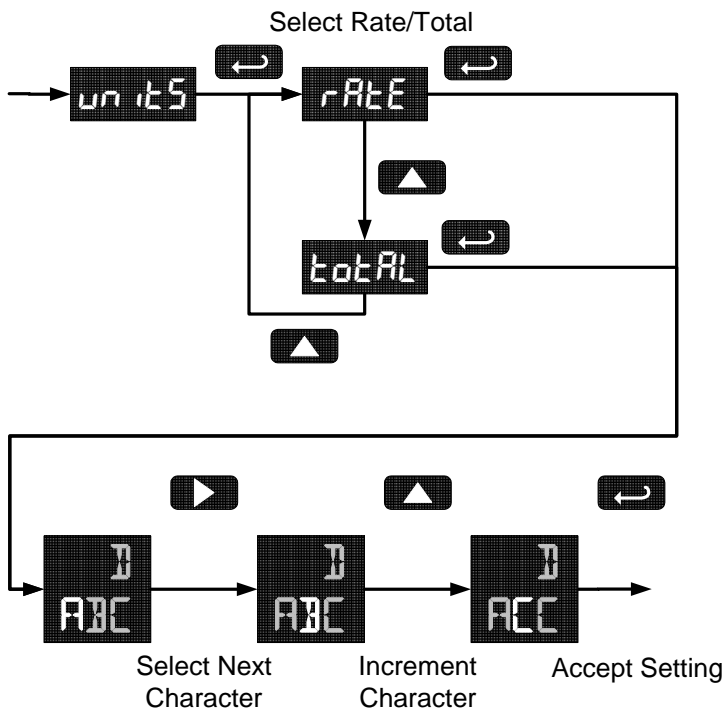 Select Rate/Total
unitS
rAtE
totAL
D
ABC
D
ABC
D
ACC
Select Next
Character
Increment
Character
Accept Setting